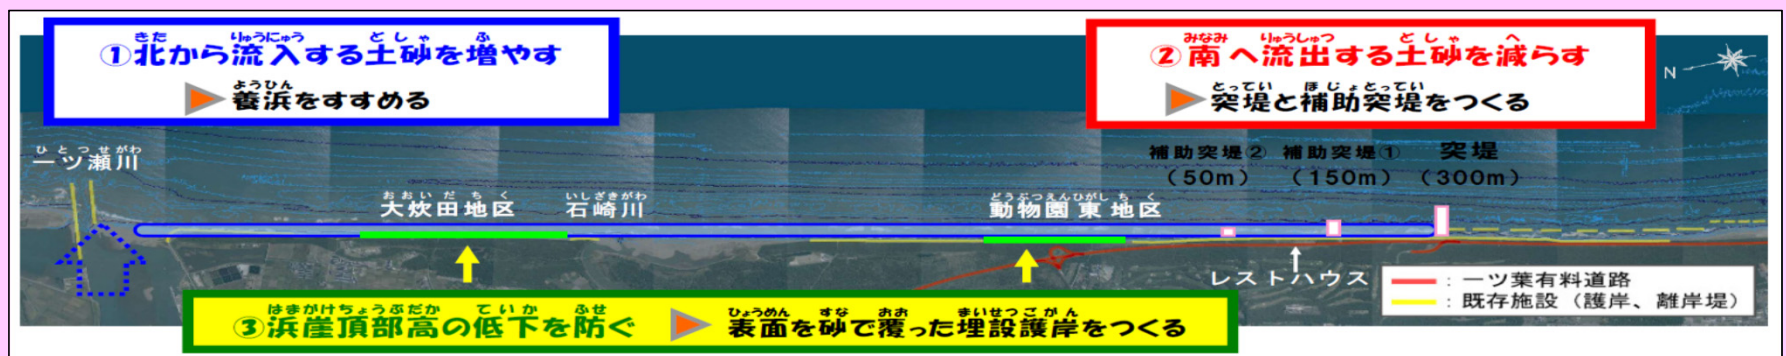 ①北から流入する土砂を増やす
養浜をすすめる
②南へ流出する土砂を減らす
突堤と補助突堤をつくる
N
一ツ瀬川
大炊田地区
石崎川
動物園東地区
補助突堤②
(50m)
補助突堤①
(150m)
突堤
(300m)
レストハウス
:一ツ葉有料道路
:既存施設(護岸、離岸堤)
③浜崖頂部高の低下を防ぐ
表面を砂で覆った埋設護岸をつくる